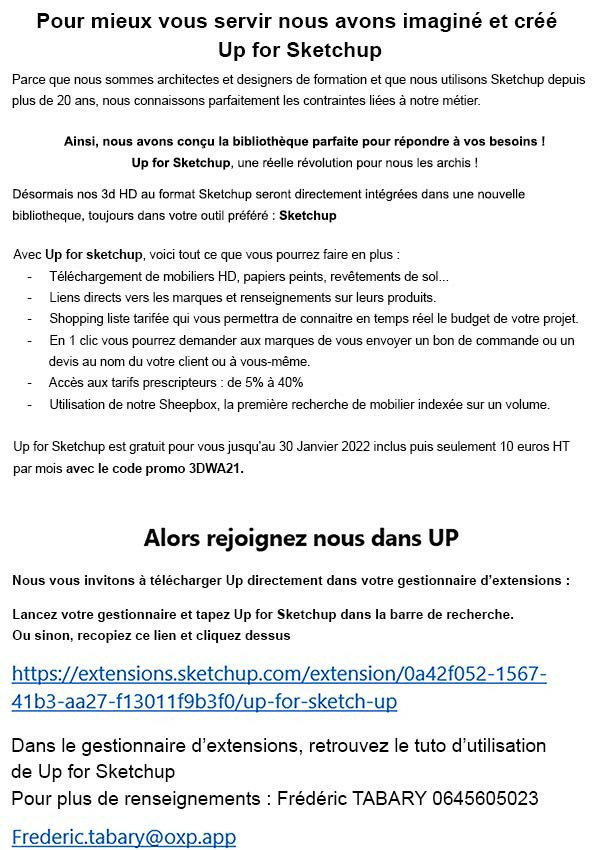 Pour mieux vous servir nous avons imaginé et créé
Up for Sketchup
Parce que nous sommes architectes et designers de formation et que nous utilisons Sketchup depuis
plus de 20 ans, nous connaissons parfaitement les contraintes liées à notre métier.
Ainsi, nous avons conçu la bibliothèque parfaite pour répondre à vos besoins !
Up for Sketchup, une réelle révolution pour nous les archis !
Désormais nos 3d HD au format Sketchup seront directement intégrées dans une nouvelle
bibliotheque, toujours dans votre outil préféré : Sketchup
Avec Up for sketchup, voici tout ce que vous pourrez faire en plus :
- Téléchargement de mobiliers HD, papiers peints, revêtements de sol...
- Liens directs vers les marques et renseignements sur leurs produits.
- Shopping liste tarifée qui vous permettra de connaitre en temps réel le budget de votre projet.
- En 1 clic vous pourrez demander aux marques de vous envoyer un bon de commande ou un
devis au nom du votre client ou à vous-même.
- Accès aux tarifs prescripteurs : de 5% à 40%
- Utilisation de notre Sheepbox, la première recherche de mobilier indexée sur un volume.
Up for Sketchup est gratuit pour vous jusqu'au 30 Janvier 2022 inclus puis seulement 10 euros HT
par mois avec le code promo 3DWA21.
Alors rejoignez nous dans UP
Nous vous invitons à télécharger Up directement dans votre gestionnaire d'extensions :
Lancez votre gestionnaire et tapez Up for Sketchup dans la barre de recherche.
Ou sinon, recopiez ce lien et cliquez dessus
https://extensions.sketchup.com/extension/0a42f052-1567-
41b3-aa27-f13011f9b3f0/up-for-sketch-up
Dans le gestionnaire d'extensions, retrouvez le tuto d'utilisation
de Up for Sketchup
Pour plus de renseignements : Frédéric TABARY 0645605023
Frederic.tabary@oxp.app